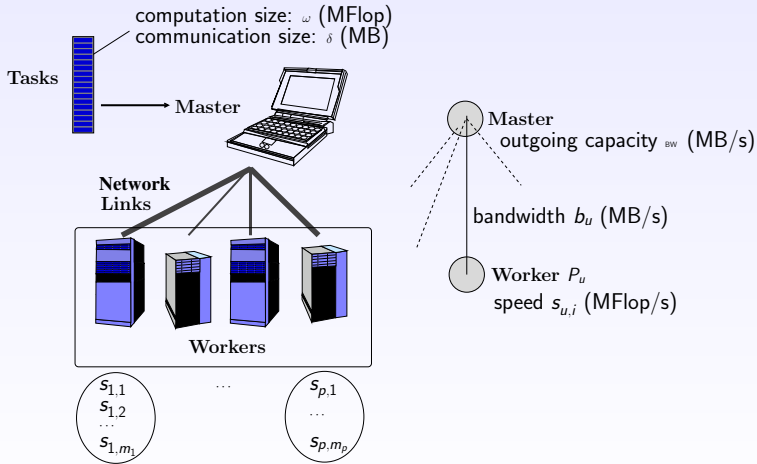 computation size: ω (MFlop)
communication size: δ (MB)
Tasks
Master
Network
Links
Workers
s1,1
s1,2
...
s1,m1
...
sp,1
...
sp,mp
Master
outgoing capacity BW (MB/s)
bandwidth bu (MB/s)
Worker Pu
speed su,i (MFlop/s)